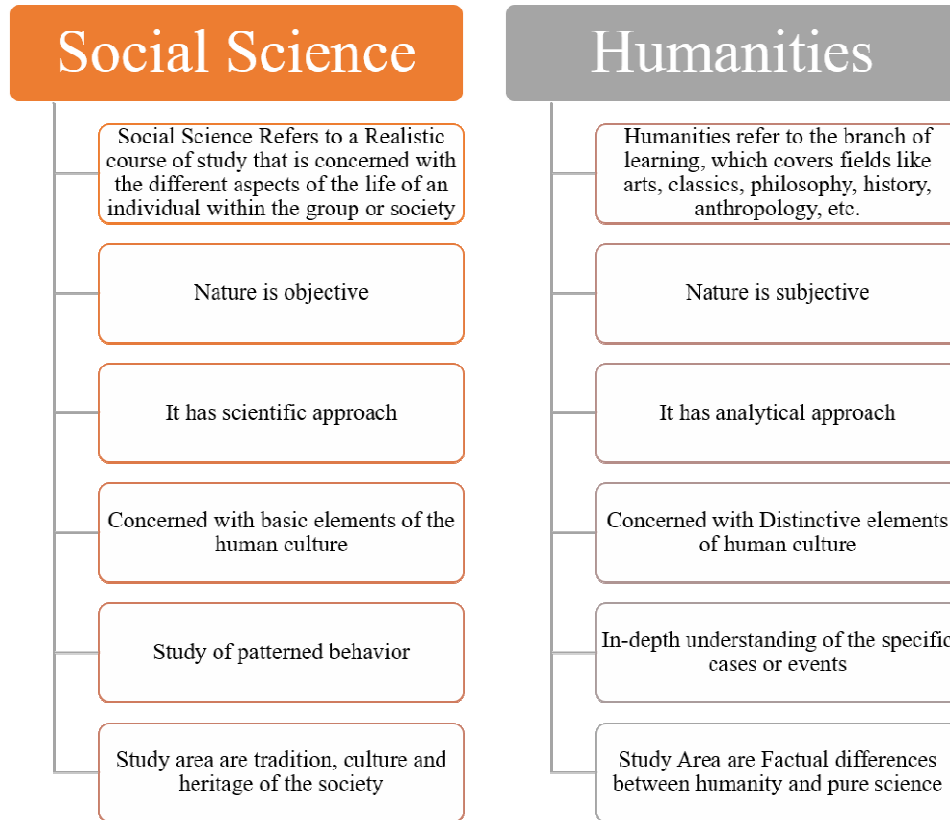 Social Science
Social Science Refers to a Realistic
course of study that is concerned with
the different aspects of the life of an
individual within the group or society
Nature is objective
It has scientific approach
Concerned with basic elements of the
human culture
Study of patterned behavior
Study area are tradition, culture and
heritage of the society
Humanities
Humanities refer to the branch of
learning, which covers fields like
arts, classics, philosophy, history,
anthropology, etc.
Nature is subjective
It has analytical approach
Concerned with Distinctive elements
of human culture
In-depth understanding of the specific
cases or events
Study Area are Factual differences
between humanity and pure science